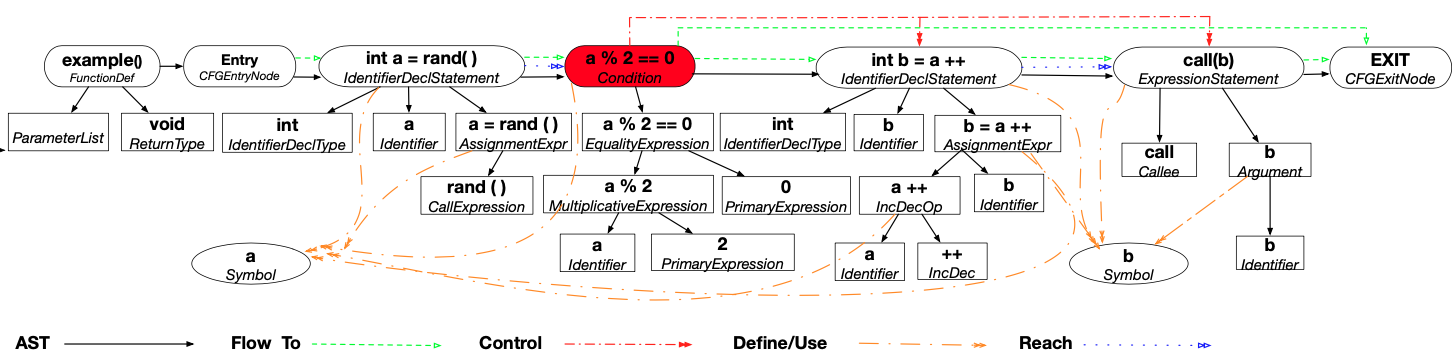 example()
FunctionDef
Entry
CFGEntryNode
int a = rand( )
IdentifierDeclStatement
a % 2 == 0
Condition
int b = a ++
IdentifierDeclStatement
call(b)
ExpressionStatement
EXIT
CFGExitNode
ParameterList
void
ReturnType
int
IdentifierDeclType
a
Identifier
a = rand ( )
AssignmentExpr
a % 2 == 0
EqualityExpression
int
IdentifierDeclType
b
Identifier
b = a ++
AssignmentExpr
call
Callee
b
Argument
rand ( )
CallExpression
a % 2
MultiplicativeExpression
0
PrimaryExpression
a ++
IncDecOp
b
Identifier
a
Symbol
a
Identifier
2
PrimaryExpression
a
Identifier
++
IncDec
b
Symbol
b
Identifier
AST
Flow To
Control
Define/Use
Reach